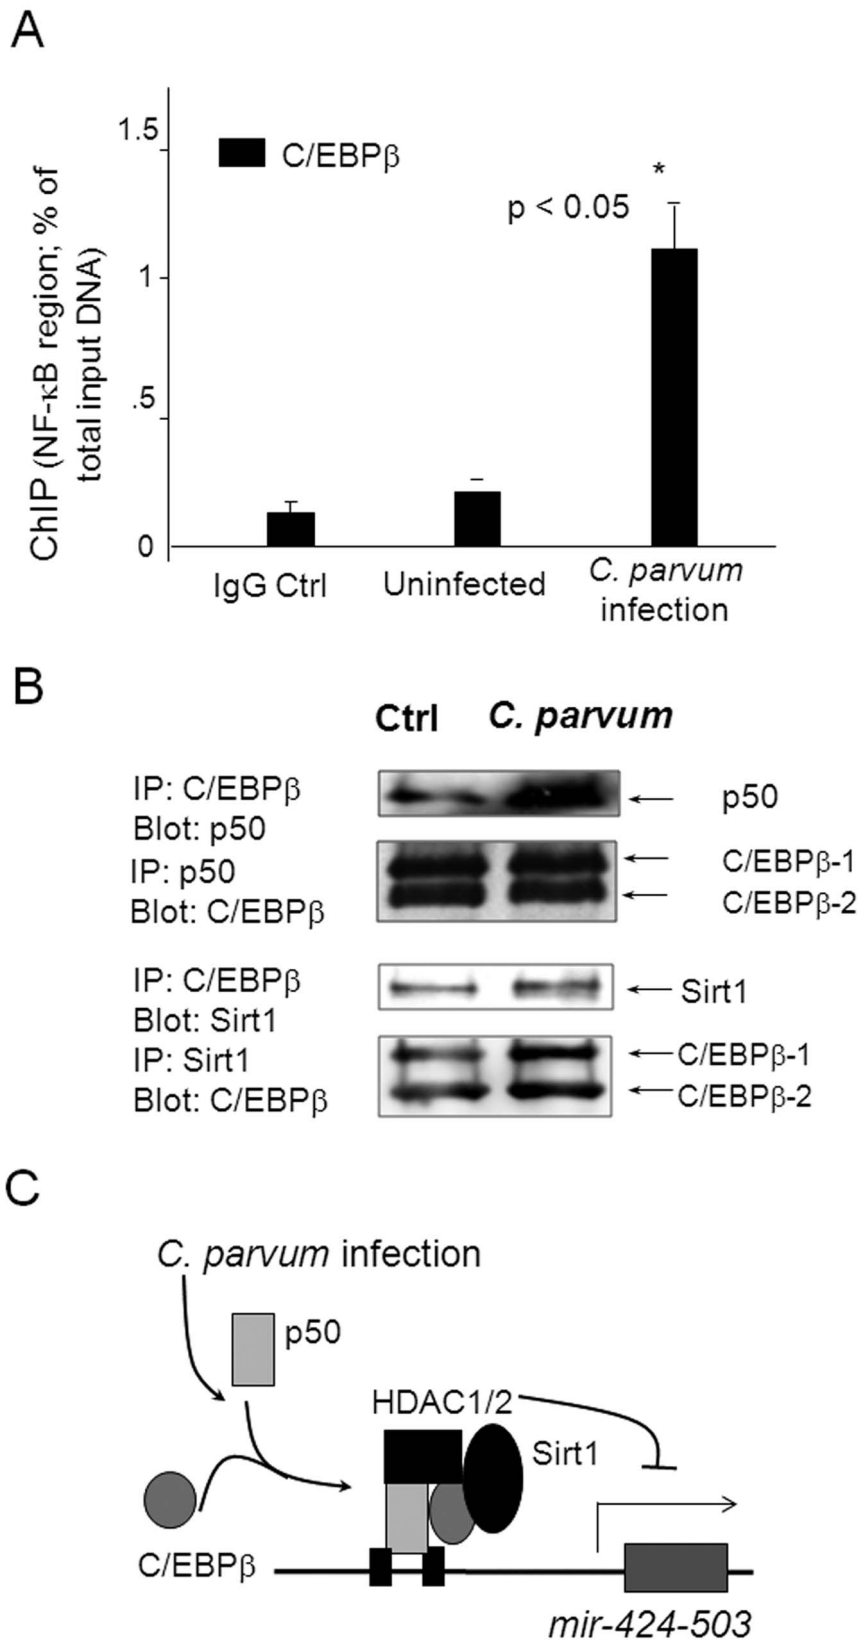 A
1.5
C/EBPβ
*
p < 0.05
1
.5
0
ChIP (NF-κB region; % of
total input DNA)
IgG Ctrl
Uninfected
C. parvum
infection
B
Ctrl
C. parvum
IP: C/EBPβ
Blot: p50
p50
IP: p50
Blot: C/EBPβ
C/EBPβ-1
C/EBPβ-2
IP: C/EBPβ
Blot: Sirt1
Sirt1
IP: Sirt1
Blot: C/EBPβ
C/EBPβ-1
C/EBPβ-2
C
C. parvum infection
p50
HDAC1/2
Sirt1
C/EBPβ
mir-424-503